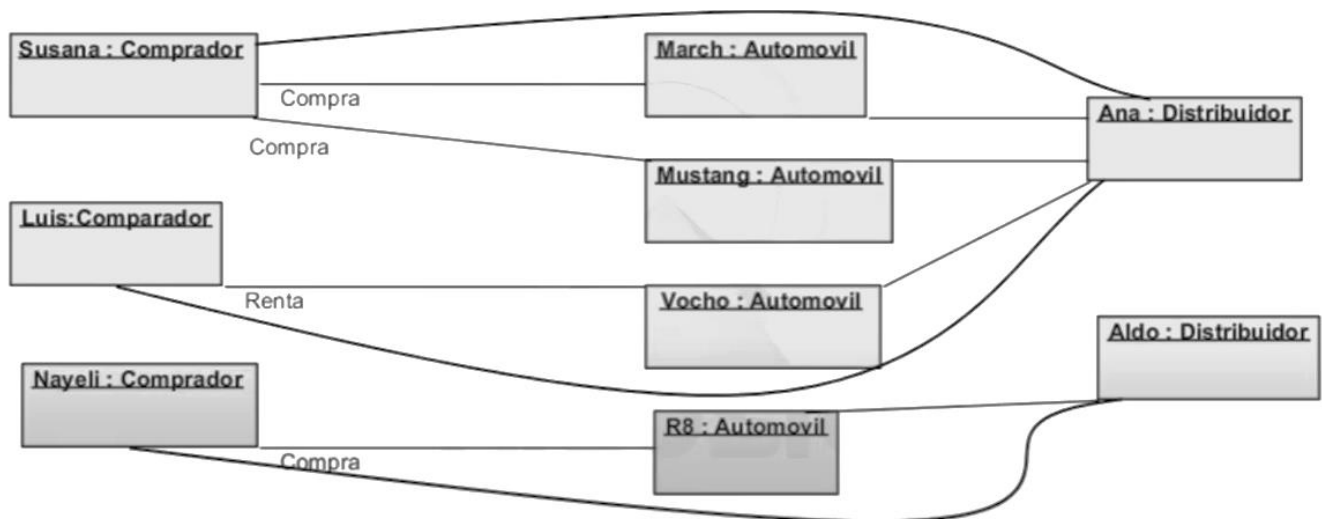 Susana : Comprador
March : Automovil
Compra
Ana : Distribuidor
Compra
Mustang : Automovil
Luis:Comparador
Renta
Vocho : Automovil
Aldo : Distribuidor
Nayeli : Comprador
R8 : Automovil
Compra